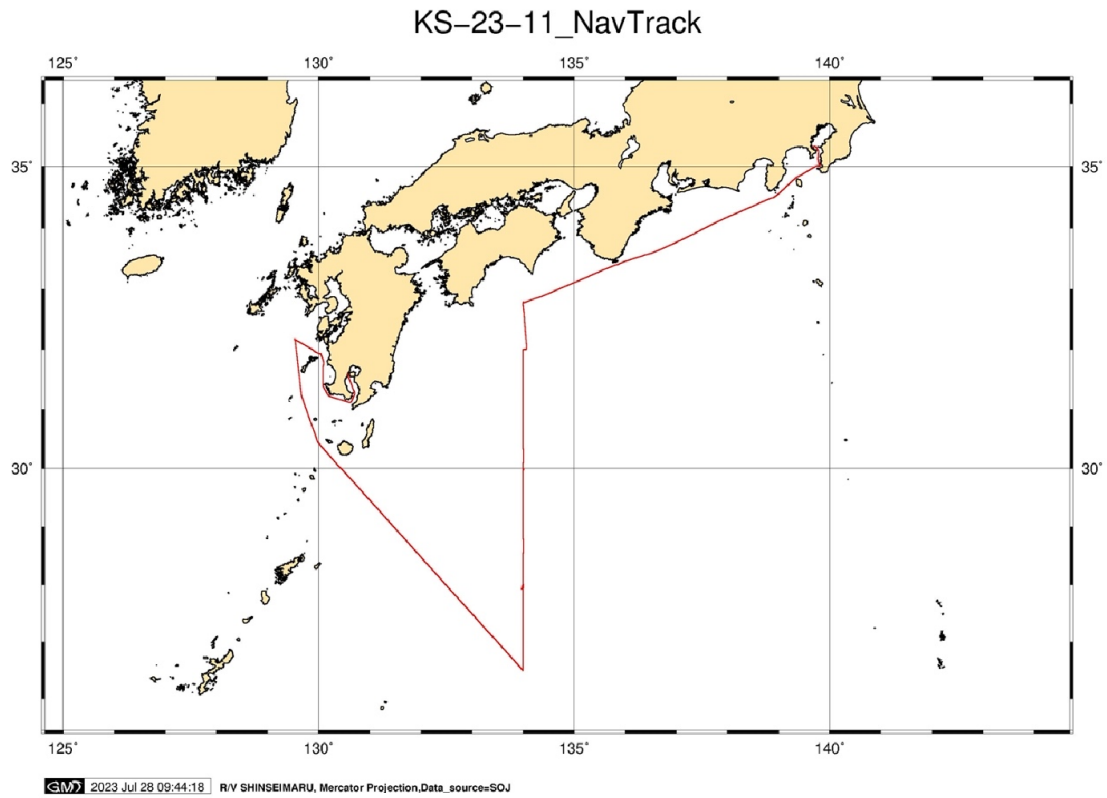 KS−23−11_NavTrack
125˚ 130˚ 135˚ 140˚
35˚ 35˚
30˚ 30˚
125˚ 130˚ 135˚ 140˚
GMT 2023 Jul 28 09:44:18 R/V SHINSEIMARU, Mercator Projection,Data_source=SOJ